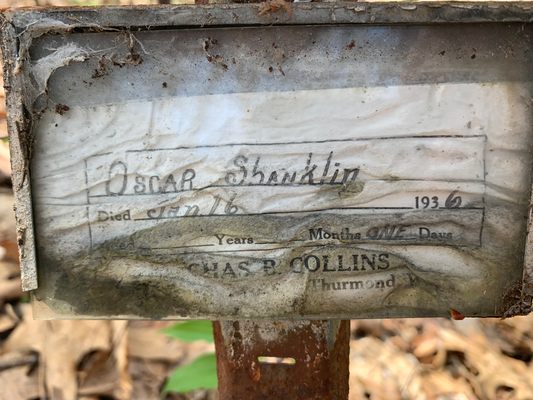 Oscar Shanklin
Died Jan. 16 1936
Years Months ONE Days
CHAS B. COLLINS
Thurmond